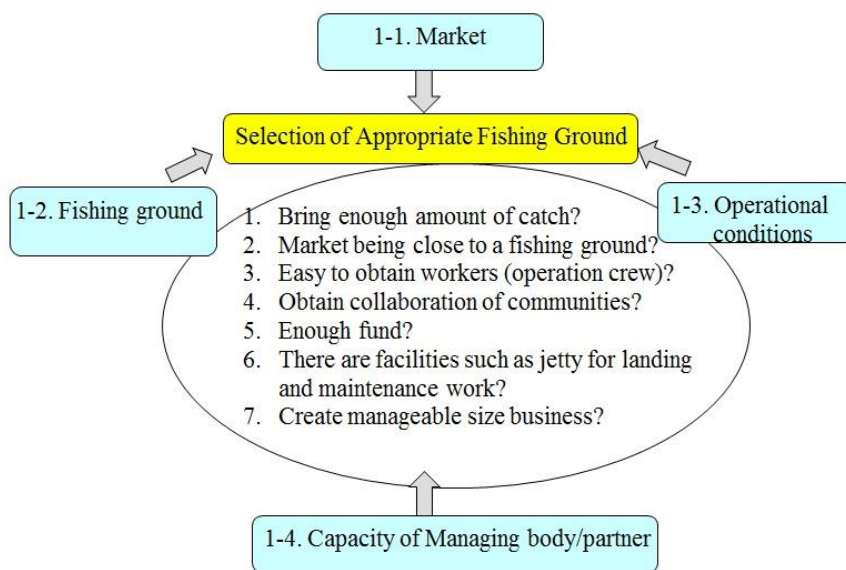 1-1. Market
Selection of Appropriate Fishing Ground
1-2. Fishing ground
1-3. Operational
conditions
1. Bring enough amount of catch?
2. Market being close to a fishing ground?
3. Easy to obtain workers (operation crew)?
4. Obtain collaboration of communities?
5. Enough fund?
6. There are facilities such as jetty for landing
and maintenance work?
7. Create manageable size business?
1-4. Capacity of Managing body/partner